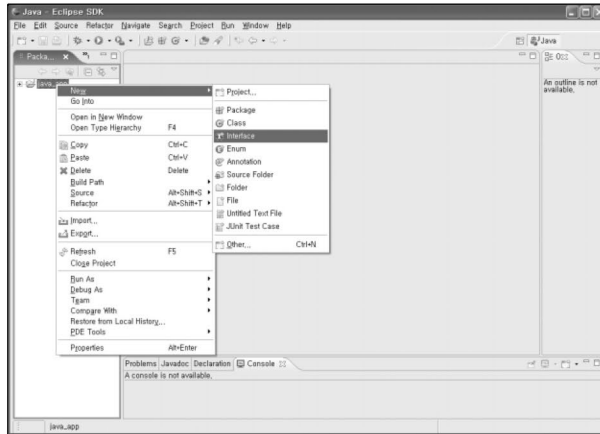 Java - Eclipse SDK
File Edit Source Refactor Navigate Search Project Run Window Help
Java
Packa...
java_app
An outline is not
available.
New
Go Into
Open in New Window
Open Type Hierarchy F4
Copy Ctrl+C
Paste Ctrl+V
Delete Delete
Build Path
Source Alt+Shift+S
Refactor Alt+Shift+T
Import...
Export...
Refresh F5
Close Project
Run As
Debug As
Team
Compare With
Restore from Local History...
PDE Tools
Properties Alt+Enter
Project...
Package
Class
Interface
Enum
Annotation
Source Folder
Folder
File
Untitled Text File
JUnit Test Case
Other... Ctrl+N
Problems Javadoc Declaration Console
A console is not available.
java_app